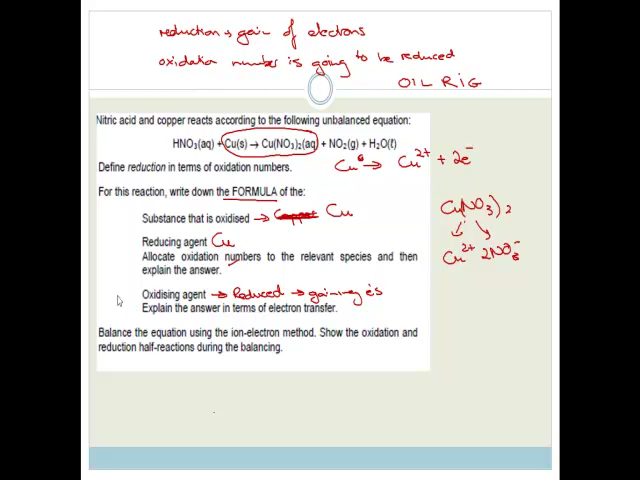 reduction → gain of electrons
oxidation number is going to be reduced
OIL RIG
Nitric acid and copper reacts according to the following unbalanced equation:
HNO₃(aq) + Cu(s) → Cu(NO₃)₂(aq) + NO₂(g) + H₂O(ℓ)
Cu⁰ → Cu²⁺ + 2e⁻
Define reduction in terms of oxidation numbers.
For this reaction, write down the FORMULA of the:
Substance that is oxidised → Cu
Cu(NO₃)₂
Reducing agent Cu
Cu²⁺ 2NO₃⁻
Allocate oxidation numbers to the relevant species and then
explain the answer.
Oxidising agent → Reduced → gaining e's
Explain the answer in terms of electron transfer.
Balance the equation using the ion-electron method. Show the oxidation and
reduction half-reactions during the balancing.